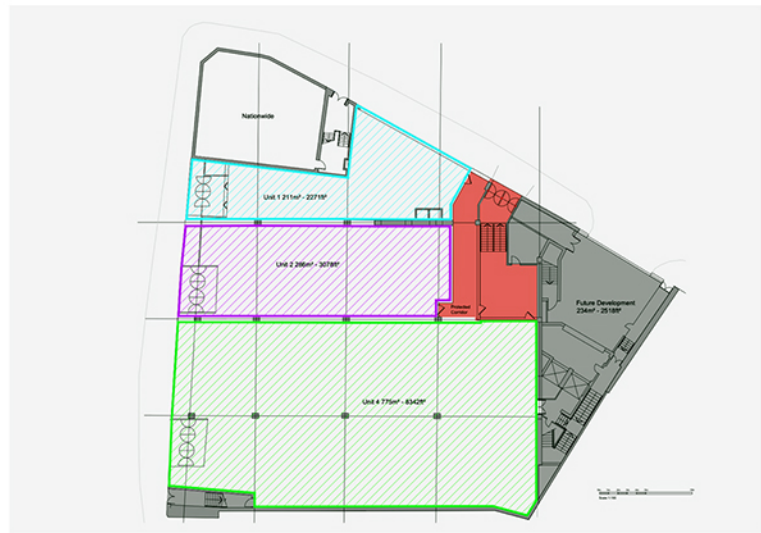 Nationwide
Unit 1 211m² - 2271ft²
Unit 2 286m² - 3078ft²
Protected
Corridor
Future Development
234m² - 2518ft²
Unit 4 775m² - 8342ft²